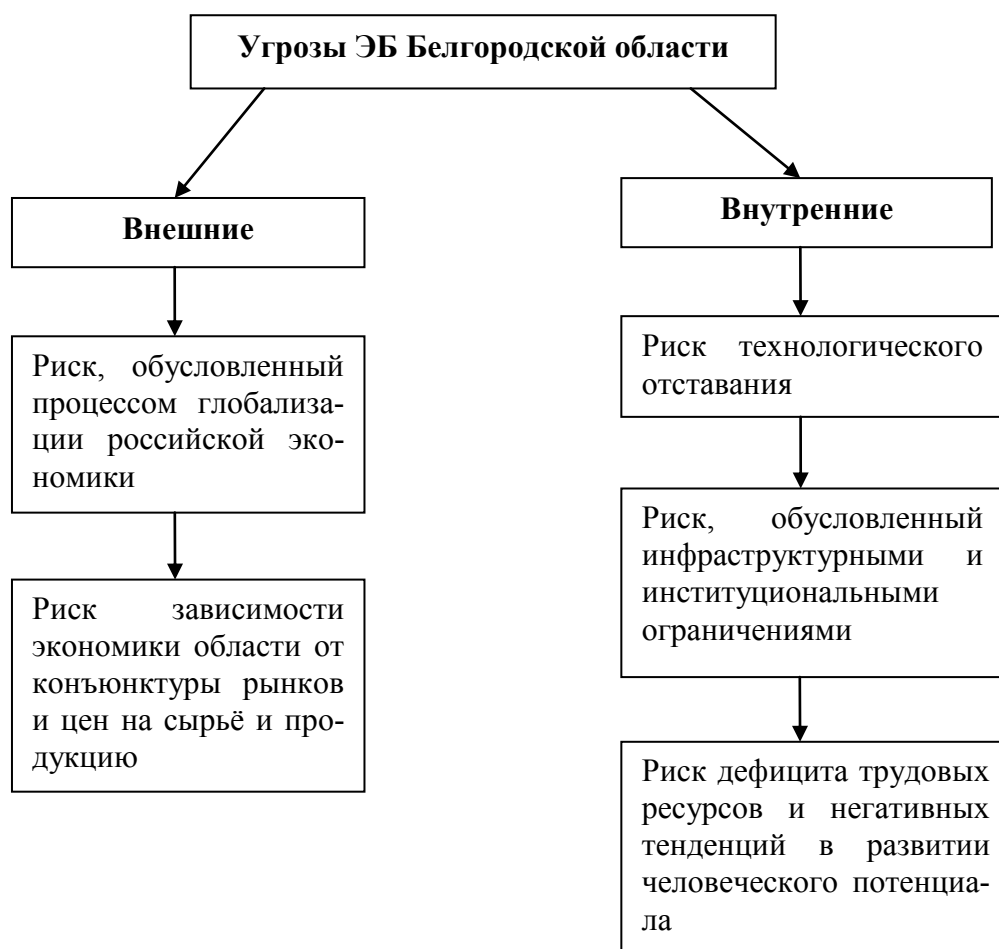 Угрозы ЭБ Белгородской области
Внешние
Риск, обусловленный
процессом глобализа-
ции российской эко-
номики
Риск зависимости
экономики области от
конъюнктуры рынков
и цен на сырьё и про-
дукцию
Внутренние
Риск технологического
отставания
Риск, обусловленный
инфраструктурными и
институциональными
ограничениями
Риск дефицита трудовых
ресурсов и негативных
тенденций в развитии
человеческого потенциа-
ла